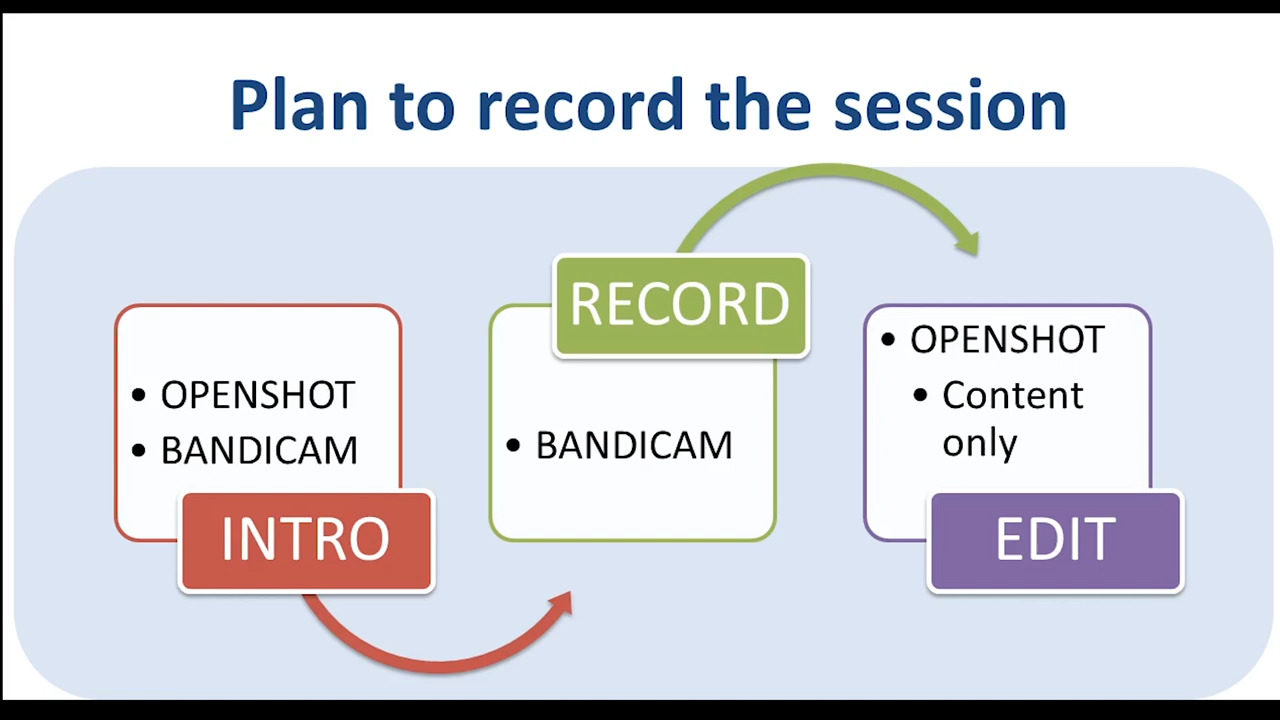 Plan to record the session
• OPENSHOT
• BANDICAM
INTRO
RECORD
• BANDICAM
• OPENSHOT
• Content
only
EDIT